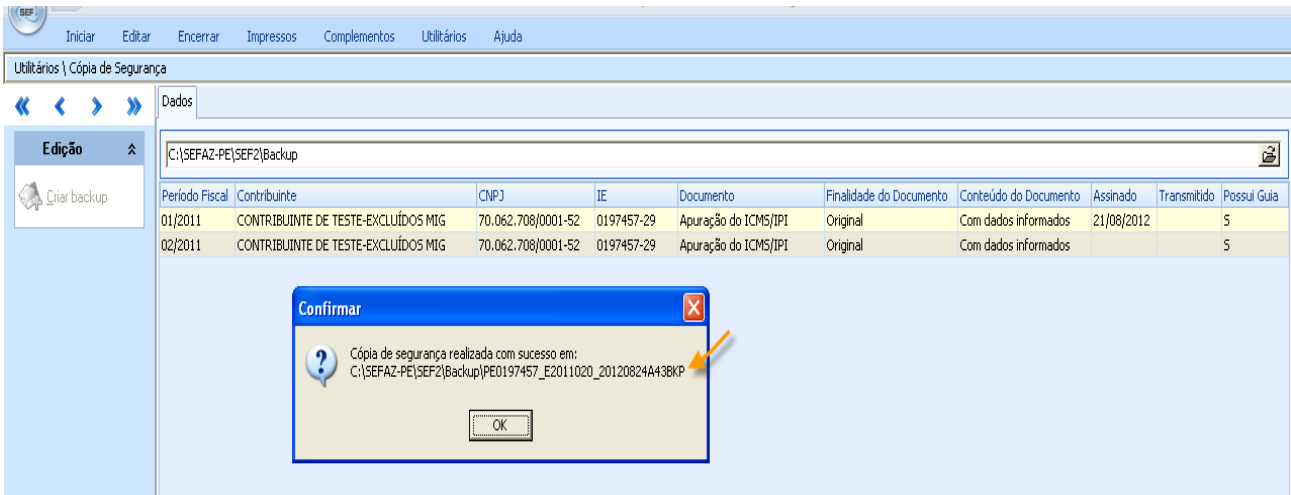 SEF
Iniciar Editar Encerrar Impressos Complementos Utilitários Ajuda
Utilitários \ Cópia de Segurança
Dados
Edição
C:\SEFAZ-PE\SEF2\Backup
Criar backup
Período Fiscal Contribuinte CNPJ IE Documento Finalidade do Documento Conteúdo do Documento Assinado Transmitido Possui Guia
01/2011 CONTRIBUINTE DE TESTE-EXCLUÍDOS MIG 70.062.708/0001-52 0197457-29 Apuração do ICMS/IPI Original Com dados informados 21/08/2012 S
02/2011 CONTRIBUINTE DE TESTE-EXCLUÍDOS MIG 70.062.708/0001-52 0197457-29 Apuração do ICMS/IPI Original Com dados informados S
Confirmar
Cópia de segurança realizada com sucesso em:
C:\SEFAZ-PE\SEF2\Backup\PE0197457_E2011020_20120824A43BKP
OK